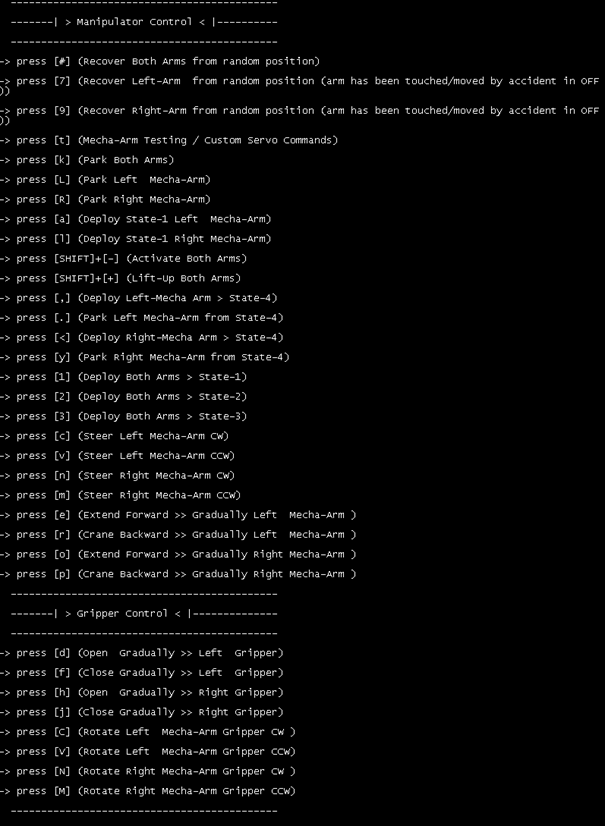 ---------------------------------------------
-------| > Manipulator Control < |----------
---------------------------------------------
-> press [#] (Recover Both Arms from random position)
-> press [7] (Recover Left-Arm  from random position (arm has been touched/moved by accident in OFF
))
-> press [9] (Recover Right-Arm from random position (arm has been touched/moved by accident in OFF
))
-> press [t] (Mecha-Arm Testing / Custom Servo Commands)
-> press [k] (Park Both Arms)
-> press [L] (Park Left  Mecha-Arm)
-> press [R] (Park Right Mecha-Arm)
-> press [a] (Deploy State-1 Left  Mecha-Arm)
-> press [l] (Deploy State-1 Right Mecha-Arm)
-> press [SHIFT]+[-] (Activate Both Arms)
-> press [SHIFT]+[+] (Lift-Up Both Arms)
-> press [,] (Deploy Left-Mecha Arm > State-4)
-> press [.] (Park Left Mecha-Arm from State-4)
-> press [<] (Deploy Right-Mecha Arm > State-4)
-> press [y] (Park Right Mecha-Arm from State-4)
-> press [1] (Deploy Both Arms > State-1)
-> press [2] (Deploy Both Arms > State-2)
-> press [3] (Deploy Both Arms > State-3)
-> press [c] (Steer Left Mecha-Arm CW)
-> press [v] (Steer Left Mecha-Arm CCW)
-> press [n] (Steer Right Mecha-Arm CW)
-> press [m] (Steer Right Mecha-Arm CCW)
-> press [e] (Extend Forward >> Gradually Left  Mecha-Arm )
-> press [r] (Crane Backward >> Gradually Left  Mecha-Arm )
-> press [o] (Extend Forward >> Gradually Right Mecha-Arm )
-> press [p] (Crane Backward >> Gradually Right Mecha-Arm )
---------------------------------------------
-------| > Gripper Control < |--------------
---------------------------------------------
-> press [d] (Open  Gradually >> Left  Gripper)
-> press [f] (Close Gradually >> Left  Gripper)
-> press [h] (Open  Gradually >> Right Gripper)
-> press [j] (Close Gradually >> Right Gripper)
-> press [C] (Rotate Left  Mecha-Arm Gripper CW )
-> press [V] (Rotate Left  Mecha-Arm Gripper CCW)
-> press [N] (Rotate Right Mecha-Arm Gripper CW )
-> press [M] (Rotate Right Mecha-Arm Gripper CCW)
---------------------------------------------